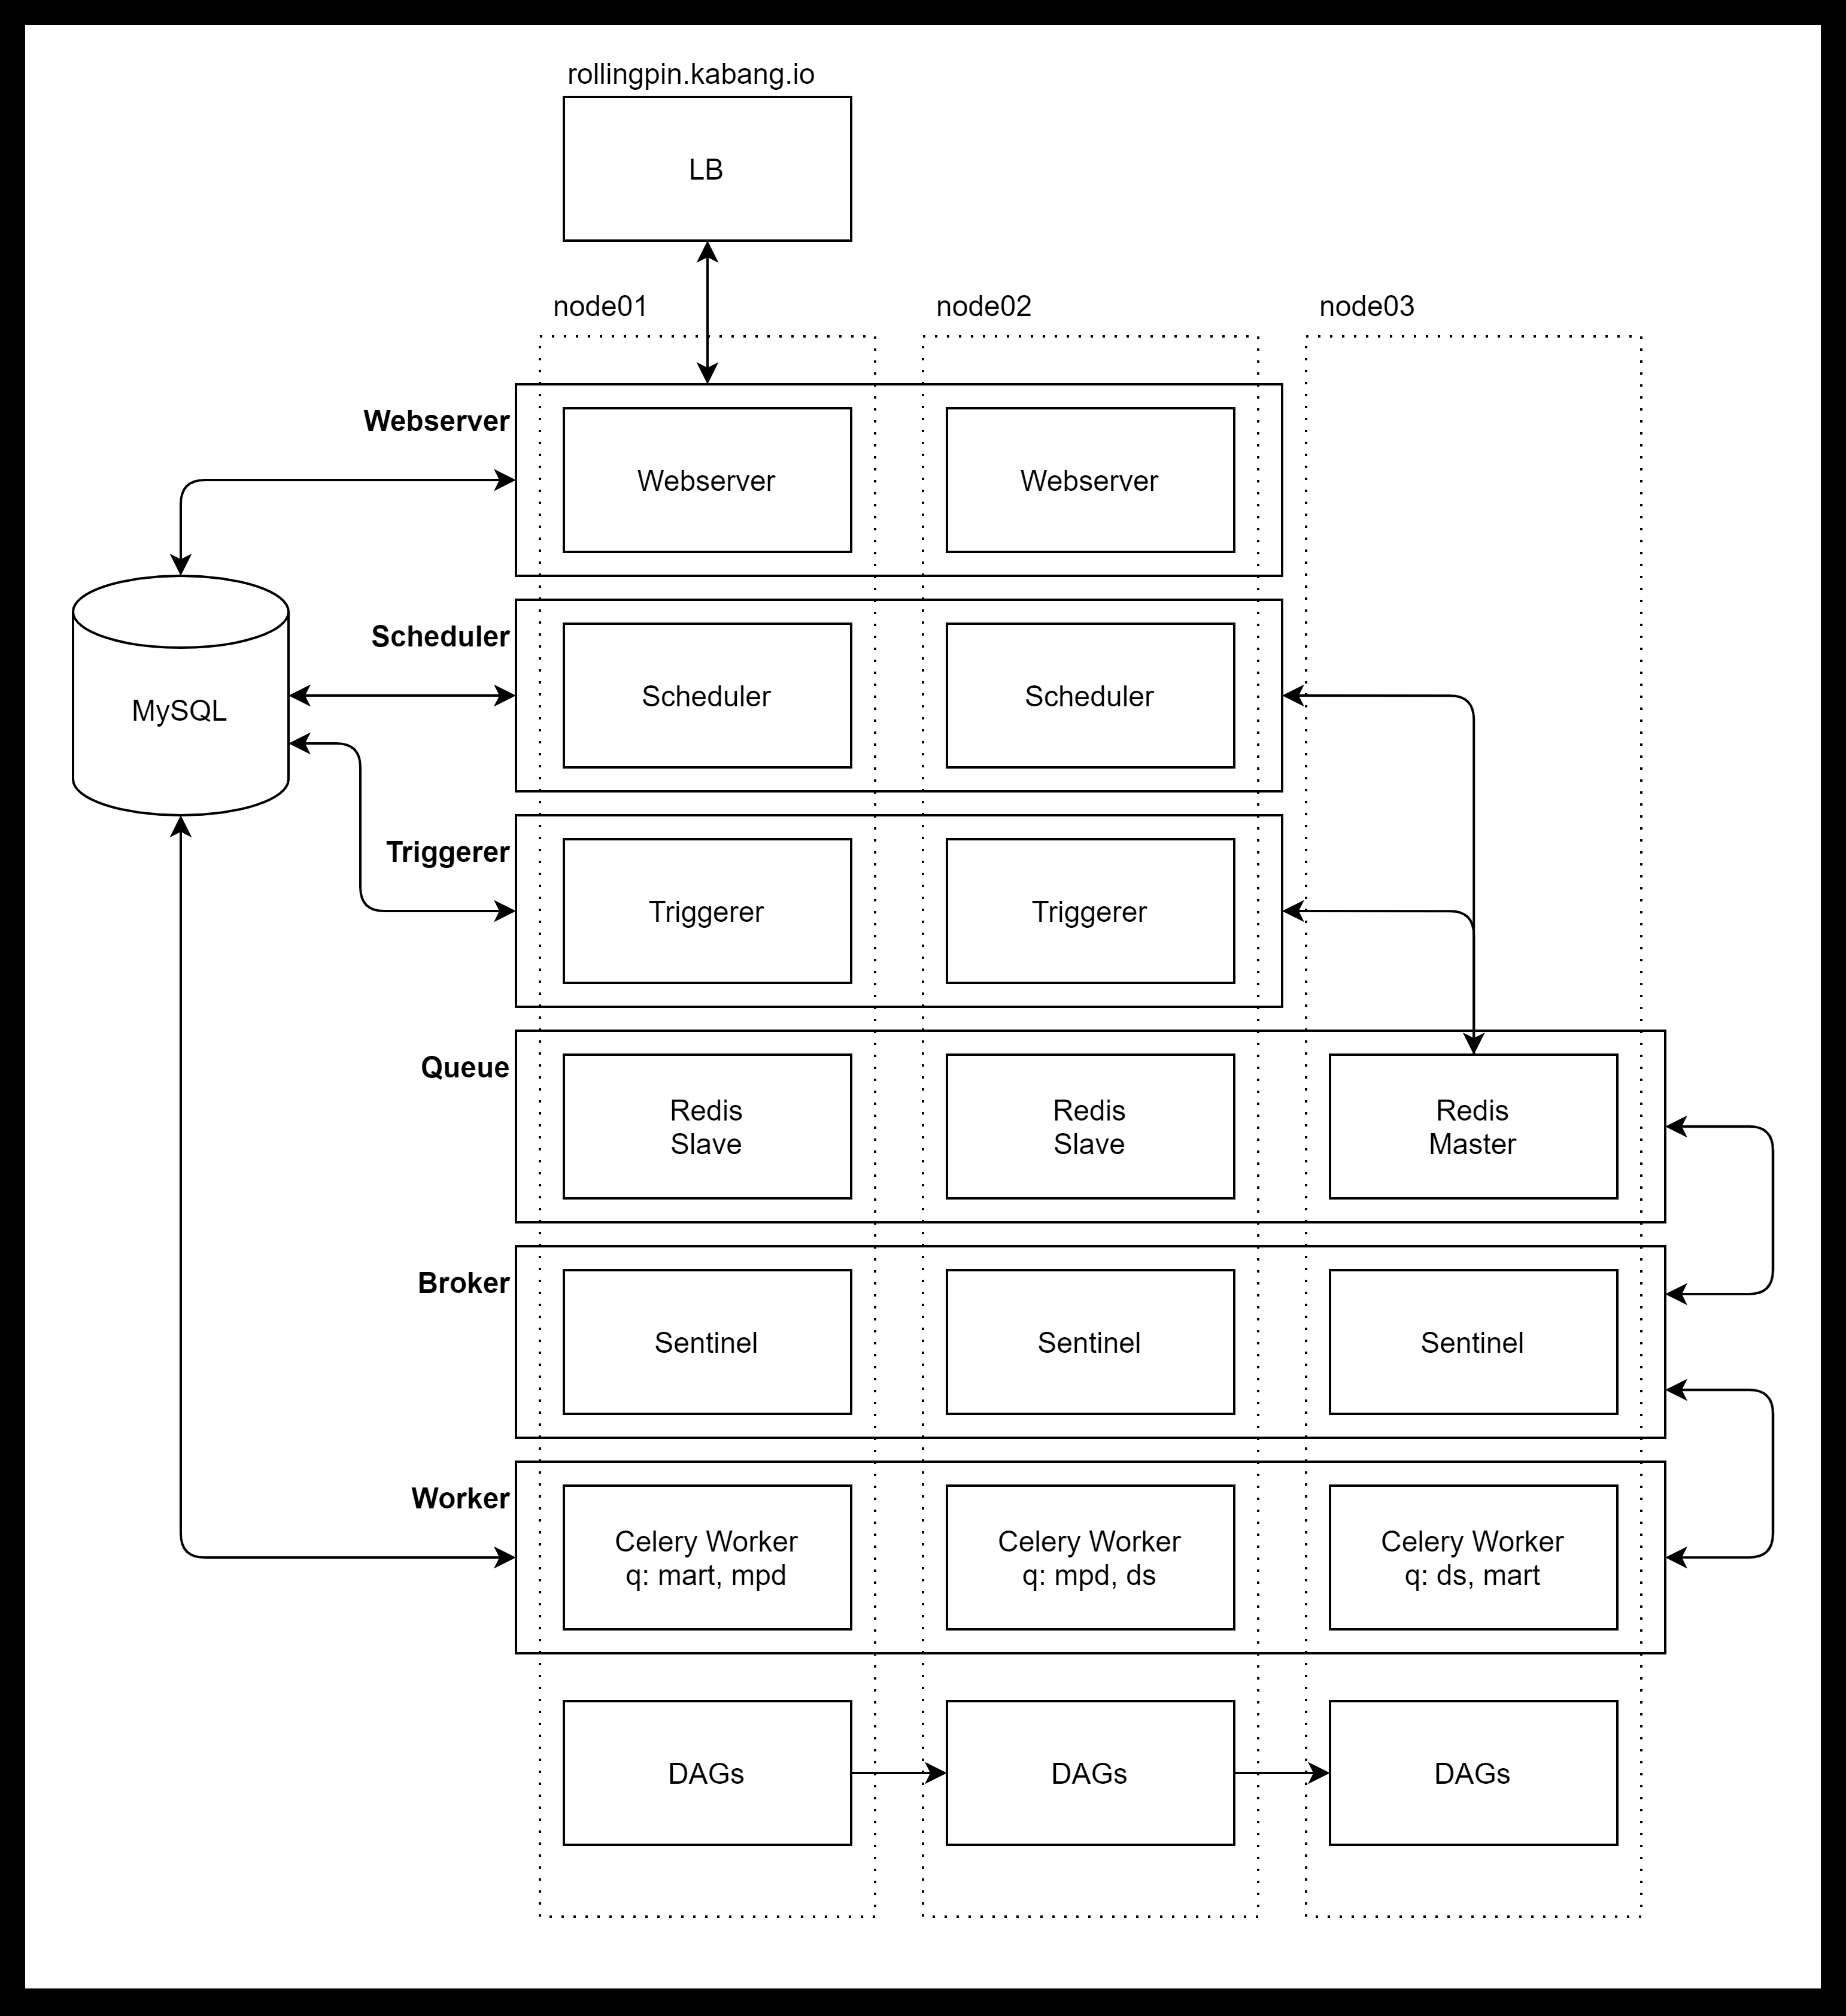 rollingpin.kabang.io
LB
node01
node02
node03
Webserver
Webserver
Webserver
Scheduler
Scheduler
Scheduler
MySQL
Triggerer
Triggerer
Triggerer
Queue
Redis
Slave
Redis
Slave
Redis
Master
Broker
Sentinel
Sentinel
Sentinel
Worker
Celery Worker
q: mart, mpd
Celery Worker
q: mpd, ds
Celery Worker
q: ds, mart
DAGs
DAGs
DAGs